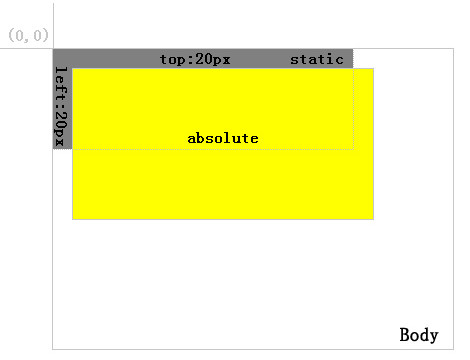 (0,0)
top:20px static
left:20px
absolute
Body